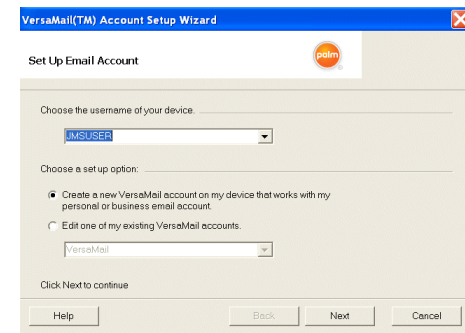 VersaMail(TM) Account Setup Wizard
Set Up Email Account
palm
Choose the username of your device.
JMSUSER
Choose a set up option:
Create a new VersaMail account on my device that works with my
personal or business email account.
Edit one of my existing VersaMail accounts.
VersaMail
Click Next to continue
Help Back Next Cancel